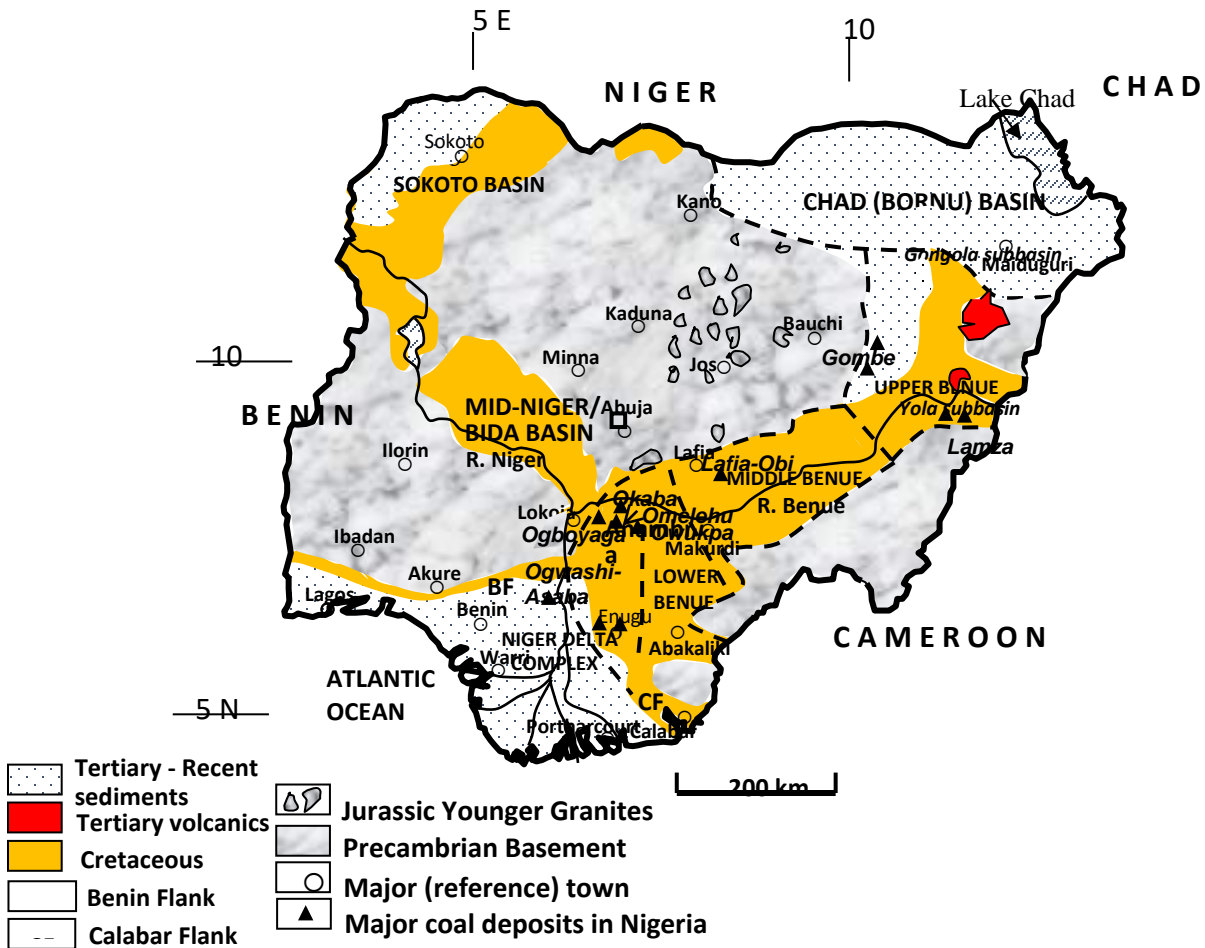 5 E
10
NIGER
CHAD
Lake Chad
Sokoto
SOKOTO BASIN
Kano
CHAD (BORNU) BASIN
Gongola subbasin
Maiduguri
Kaduna
Bauchi
Minna
Jos
Gombe
10
UPPER BENUE
BENIN
MID-NIGER/
BIDA BASIN
Abuja
Yola subbasin
Ilorin
R. Niger
Lafia
Lafia-Obi
Lamza
MIDDLE BENUE
R. Benue
Okaba
Lokoja
Omelehu
Ogboyaga
Owukpa
Anambr
a
Makurdi
Ibadan
Akure
Ogwashi-
Asaba
BF
LOWER
BENUE
Lagos
Benin
Enugu
NIGER DELTA
COMPLEX
Abakaliki
CAMEROON
Warri
ATLANTIC
OCEAN
CF
5 N
Portharcourt
Calabar
200 km
Tertiary - Recent
sediments
Tertiary volcanics
Cretaceous
Benin Flank
Calabar Flank
Jurassic Younger Granites
Precambrian Basement
Major (reference) town
Major coal deposits in Nigeria